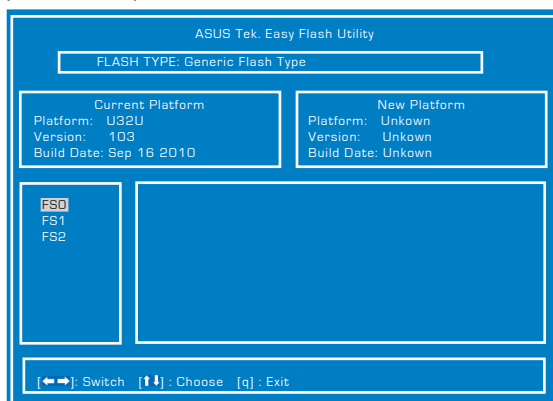 ASUS Tek. Easy Flash Utility
FLASH TYPE: Generic Flash Type
Current Platform
Platform: U32U
Version: 103
Build Date: Sep 16 2010
New Platform
Platform: Unkown
Version: Unkown
Build Date: Unkown
FS0
FS1
FS2
[←→]: Switch [↑↓] : Choose [q] : Exit